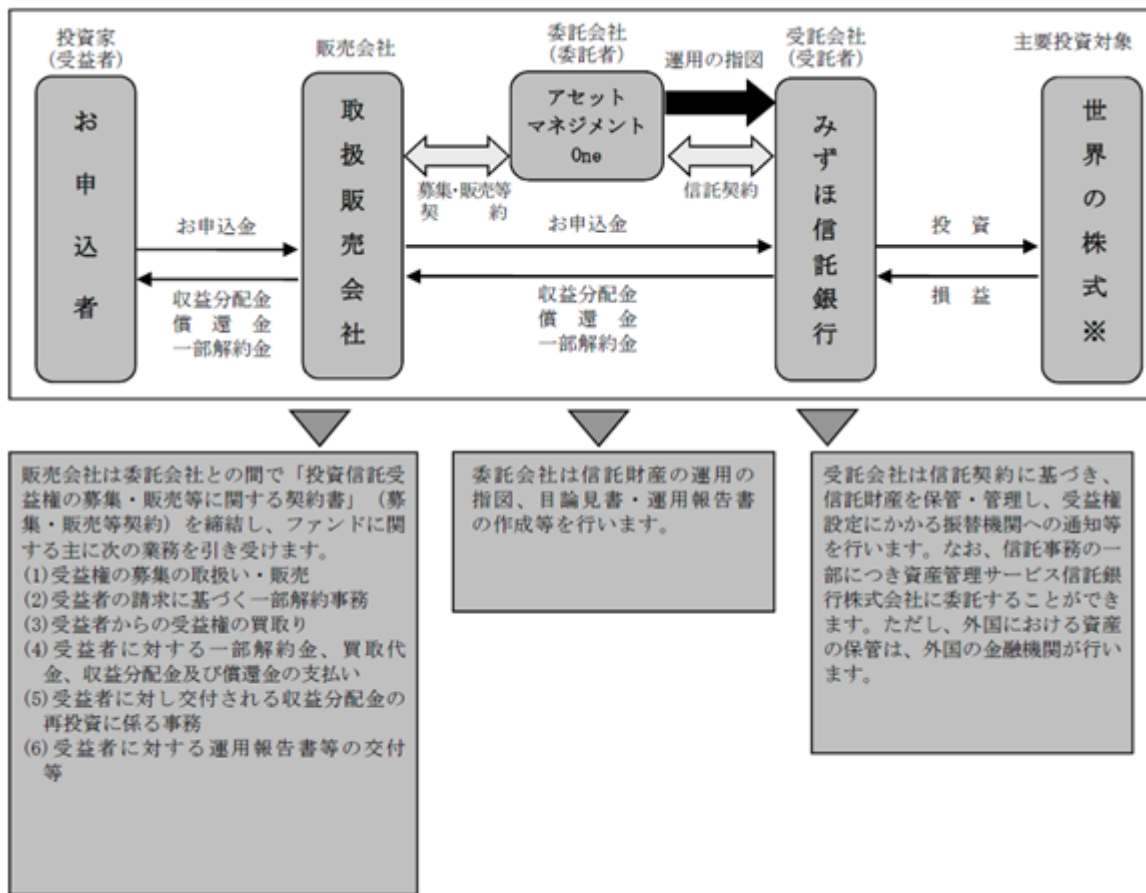 投資家
(受益者)
販売会社
委託会社
(委託者)
受託会社
(受託者)
主要投資対象
お申込者
取扱販売会社
アセット
マネジメント
One
運用の指図
みずほ信託銀行
世界の株式※
募集・販売等
契　約
信託契約
お申込金
収益分配金
償　還　金
一部解約金
お申込金
収益分配金
償　還　金
一部解約金
投　資
損　益
販売会社は委託会社との間で「投資信託受
益権の募集・販売等に関する契約書」（募
集・販売等契約）を締結し、ファンドに関
する主に次の業務を引き受けます。
(1)受益権の募集の取扱い・販売
(2)受益者の請求に基づく一部解約事務
(3)受益者からの受益権の買取り
(4)受益者に対する一部解約金、買取代
金、収益分配金及び償還金の支払い
(5)受益者に対し交付される収益分配金の
再投資に係る事務
(6)受益者に対する運用報告書等の交付
等
委託会社は信託財産の運用の
指図、目論見書・運用報告書
の作成等を行います。
受託会社は信託契約に基づき、
信託財産を保管・管理し、受益権
設定にかかる振替機関への通知等
を行います。なお、信託事務の一
部につき資産管理サービス信託銀
行株式会社に委託することができ
ます。ただし、外国における資産
の保管は、外国の金融機関が行い
ます。